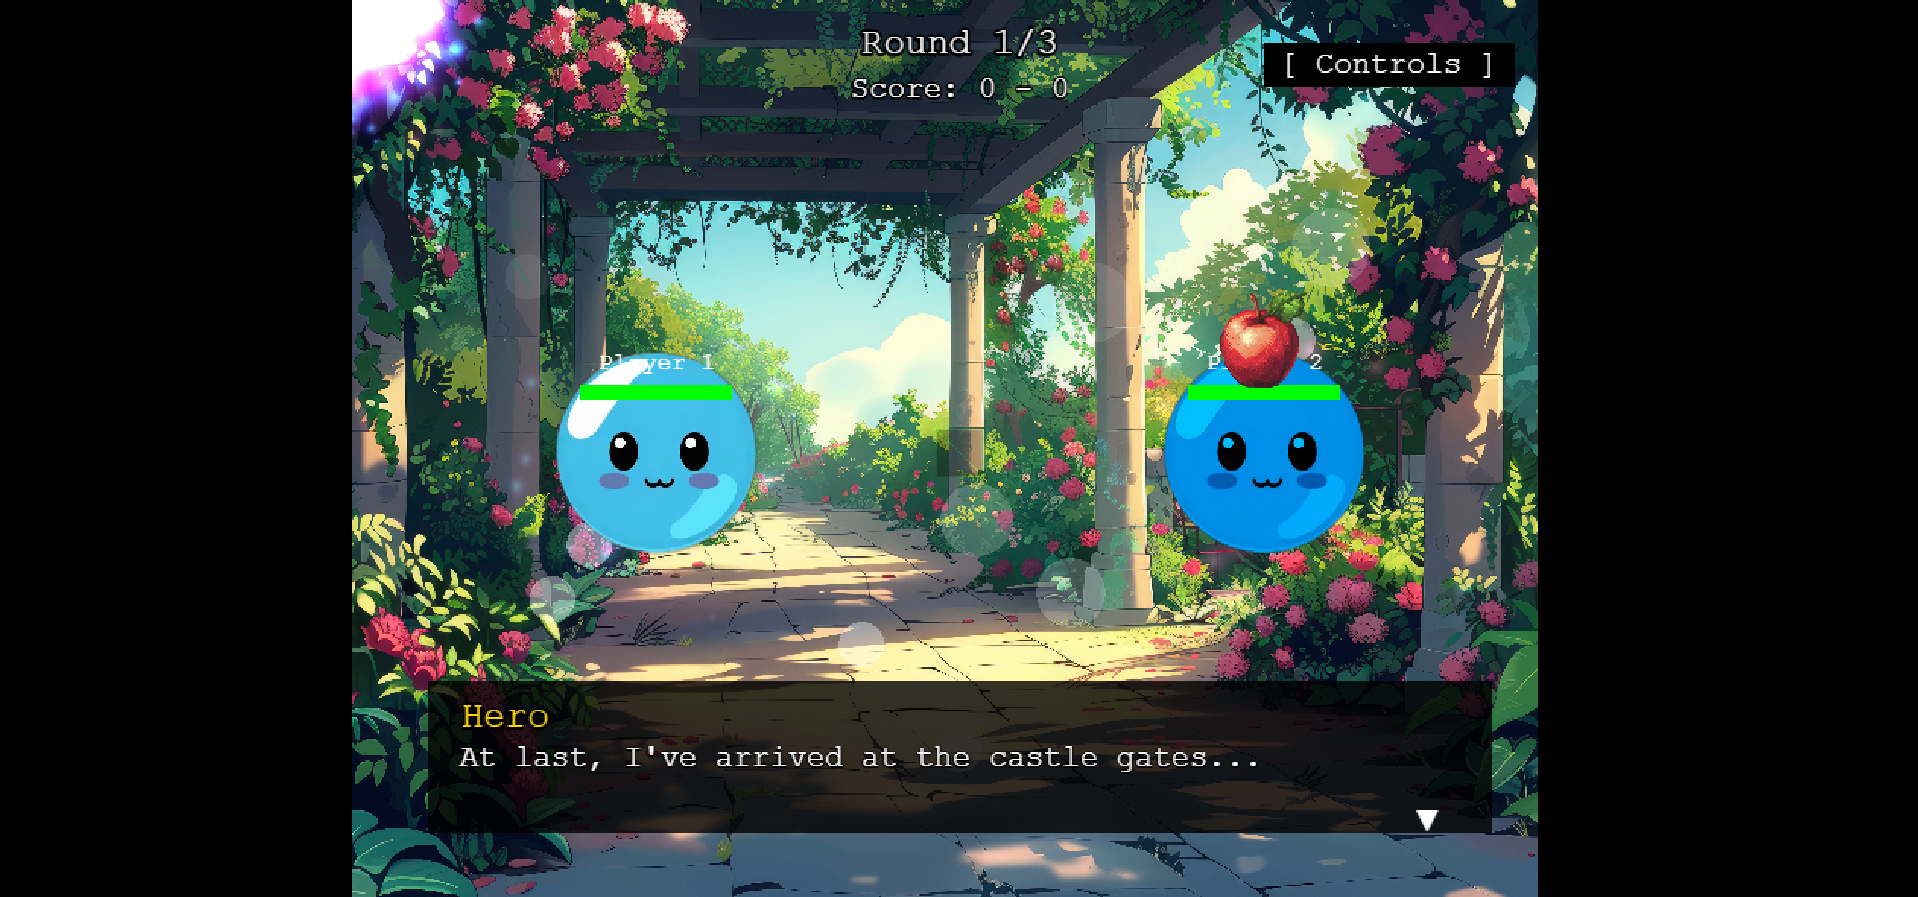 Round 1/3
Score: 0 - 0
[ Controls ]
Player 1
2
Hero
At last, I've arrived at the castle gates...